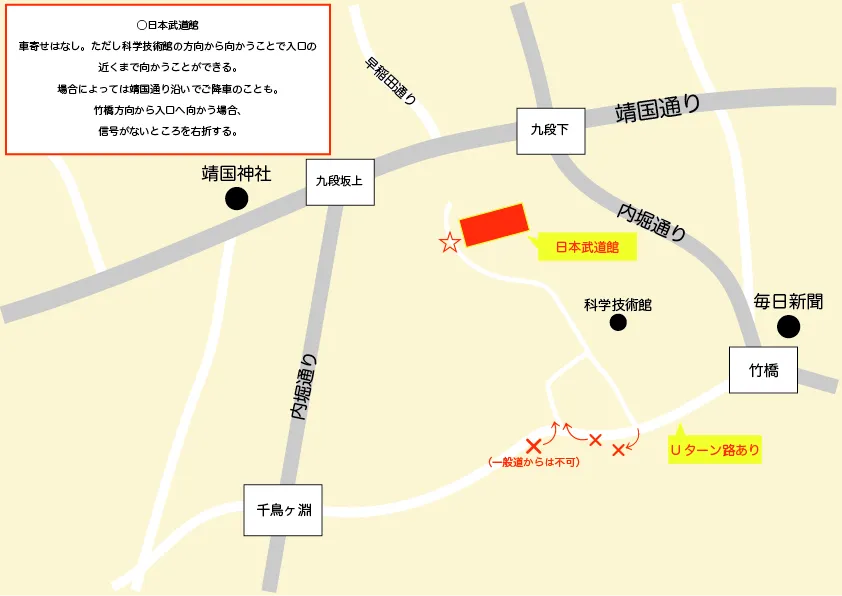 ○日本武道館
車寄せはなし。ただし科学技術館の方向から向かうことで入口の
近くまで向かうことができる。
場合によっては靖国通り沿いでご降車のことも。
竹橋方向から入口へ向かう場合、
信号がないところを右折する。
早稲田通り
靖国通り
九段下
靖国神社
九段坂上
内堀通り
日本武道館
科学技術館
毎日新聞
竹橋
内堀通り
Uターン路あり
(一般道からは不可)
千鳥ヶ淵